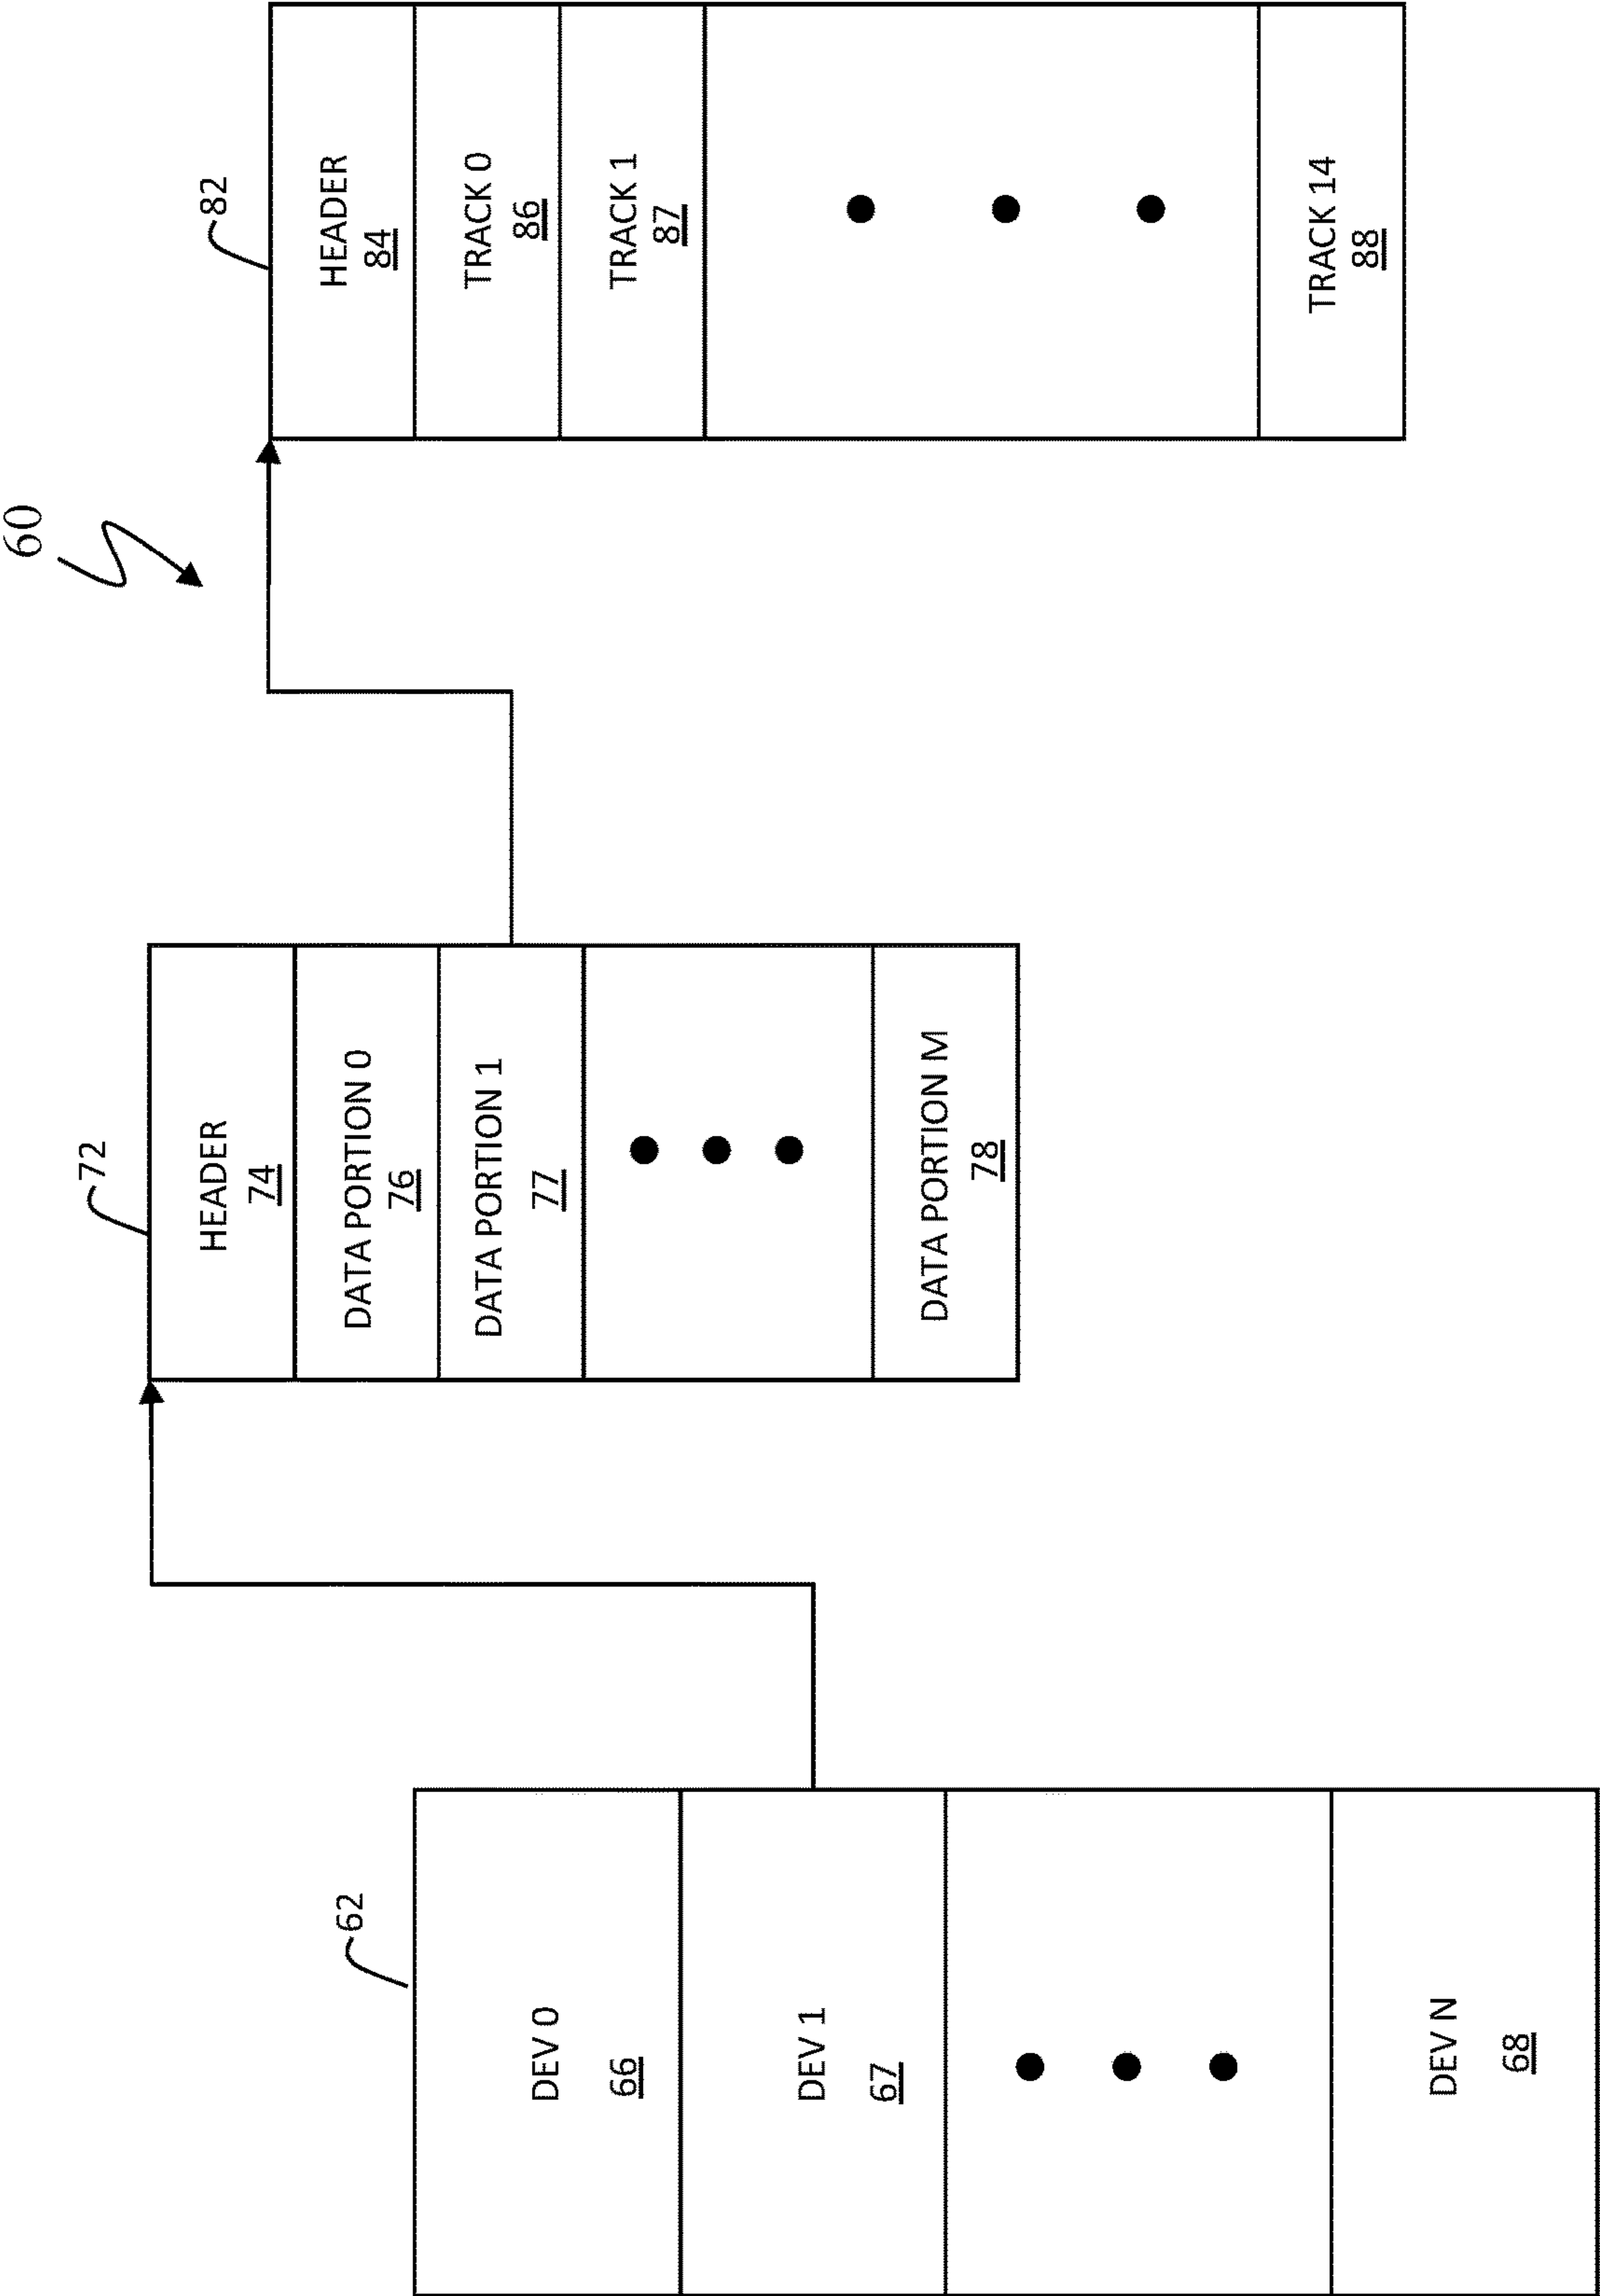 60
62
DEV 0
66
DEV 1
67
DEV N
68
72
HEADER
74
DATA PORTION 0
76
DATA PORTION 1
77
DATA PORTION M
78
82
HEADER
84
TRACK 0
86
TRACK 1
87
TRACK 14
88